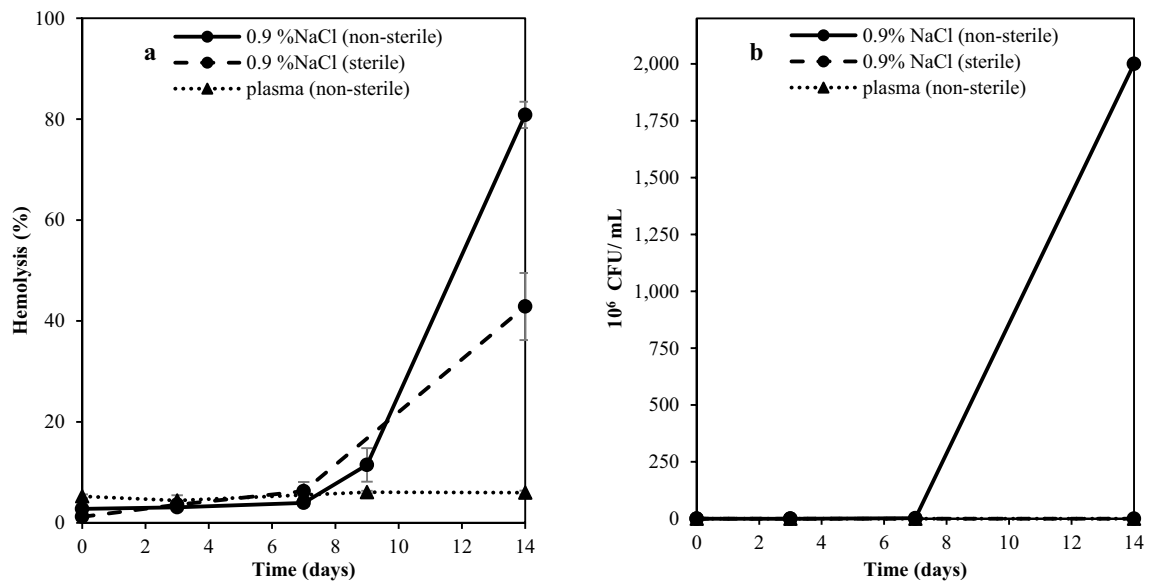 100
80
60
40
20
0
Hemolysis (%)
a
0.9 %NaCl (non-sterile)
0.9 %NaCl (sterile)
plasma (non-sterile)
0 2 4 6 8 10 12 14
Time (days)
2,000
1,750
1,500
1,250
1,000
750
500
250
0
10⁶ CFU/ mL
b
0.9% NaCl (non-sterile)
0.9% NaCl (sterile)
plasma (non-sterile)
0 2 4 6 8 10 12 14
Time (days)